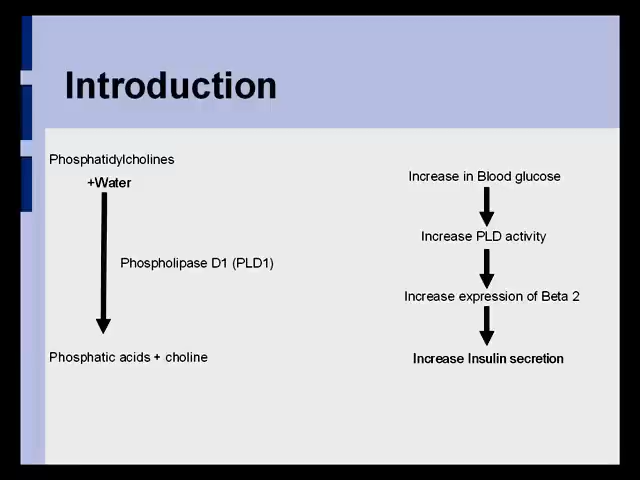 Introduction
Phosphatidylcholines
+Water
Phospholipase D1 (PLD1)
Phosphatic acids + choline
Increase in Blood glucose
Increase PLD activity
Increase expression of Beta 2
Increase Insulin secretion